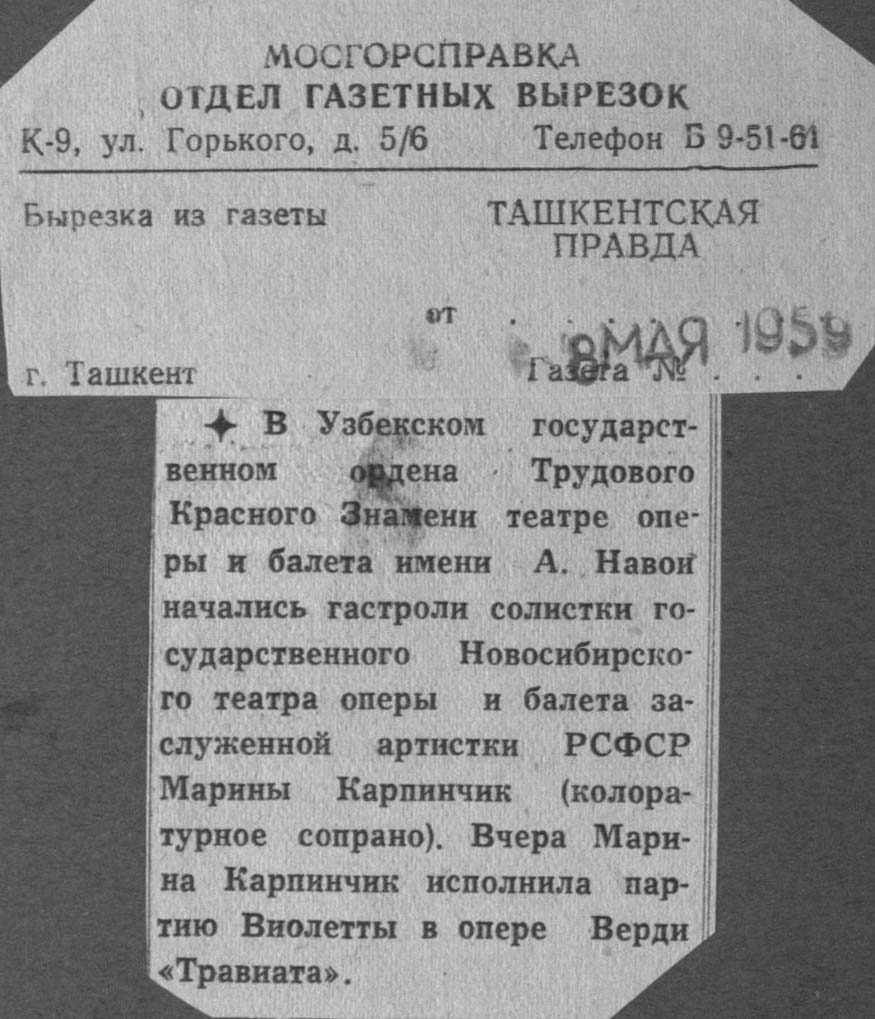 МОСГОРСПРАВКА
ОТДЕЛ ГАЗЕТНЫХ ВЫРЕЗОК
К-9, ул. Горького, д. 5/6 Телефон Б 9-51-61
Вырезка из газеты ТАШКЕНТСКАЯ
ПРАВДА
от . . . . . .
8 МАЯ 1959
г. Ташкент Газета № . . .
✦ В Узбекском государст-
венном ордена Трудового
Красного Знамени театре опе-
ры и балета имени А. Навои
начались гастроли солистки го-
сударственного Новосибирско-
го театра оперы и балета за-
служенной артистки РСФСР
Марины Карпинчик (колора-
турное сопрано). Вчера Мари-
на Карпинчик исполнила пар-
тию Виолетты в опере Верди
«Травиата».